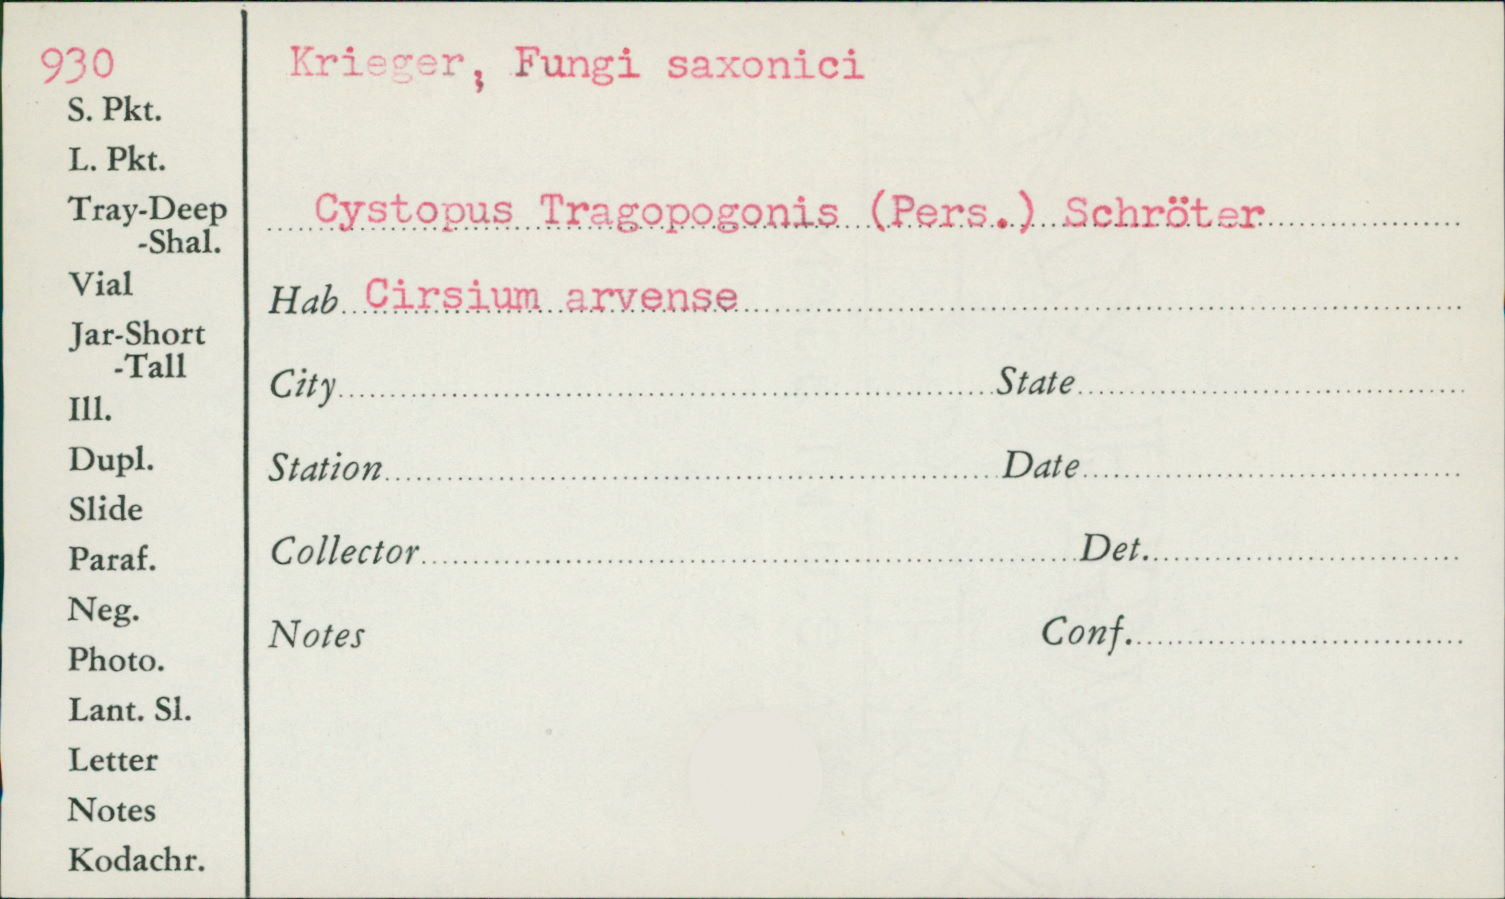 930
S. Pkt.
L. Pkt.
Tray-Deep
-Shal.
Vial
Jar-Short
-Tall
Ill.
Dupl.
Slide
Paraf.
Neg.
Photo.
Lant. Sl.
Letter
Notes
Kodachr.
Krieger, Fungi saxonici
Cystopus Tragopogonis (Pers.) Schröter
Hab Cirsium arvense
City State
Station Date
Collector Det.
Notes Conf.